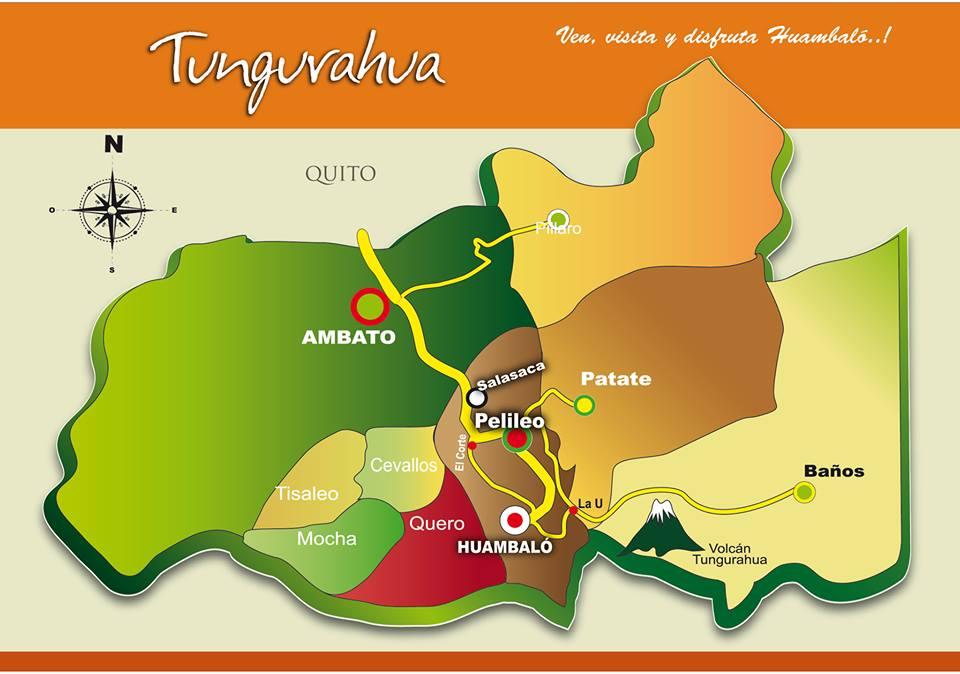 Tungurahua
Ven, visita y disfruta Huambaló..!
N
O
E
S
QUITO
Píllaro
AMBATO
Salasaca
Patate
Pelileo
El Corte
Cevallos
Tisaleo
Baños
La U
Quero
Mocha
HUAMBALÓ
Volcán
Tungurahua